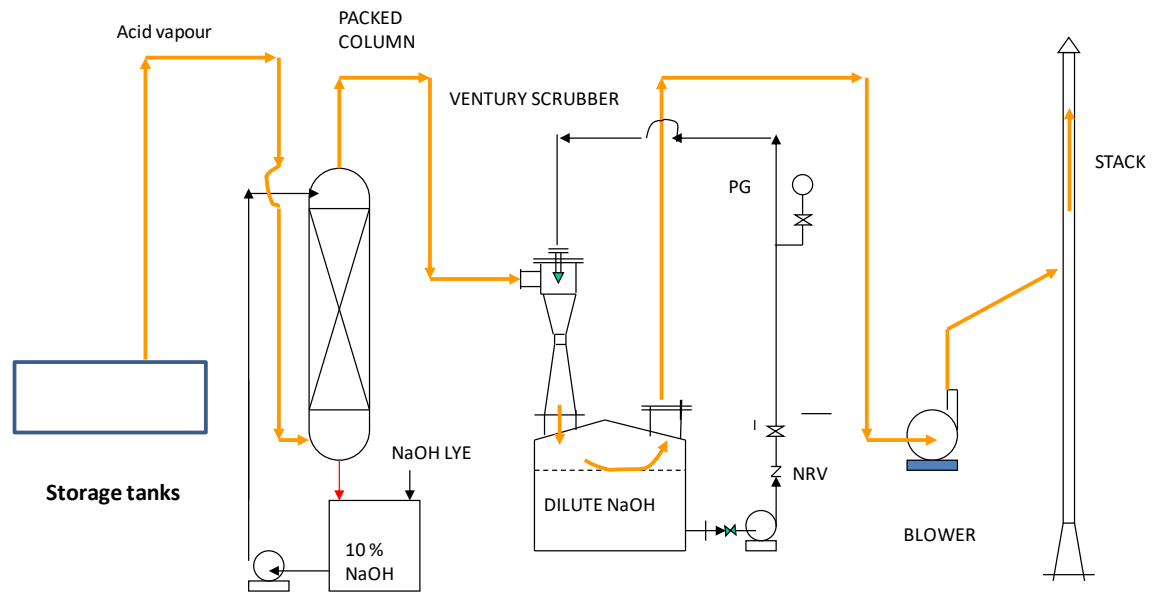 Acid vapour
PACKED
COLUMN
VENTURY SCRUBBER
PG
STACK
Storage tanks
NaOH LYE
10 %
NaOH
DILUTE NaOH
NRV
BLOWER